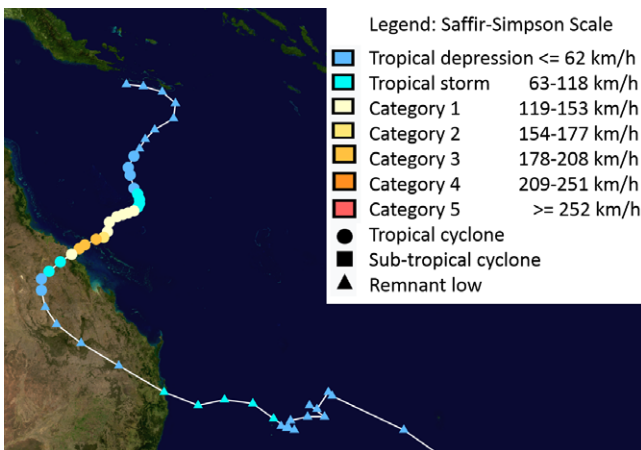 Legend: Saffir-Simpson Scale
Tropical depression <= 62 km/h
Tropical storm 63-118 km/h
Category 1 119-153 km/h
Category 2 154-177 km/h
Category 3 178-208 km/h
Category 4 209-251 km/h
Category 5 >= 252 km/h
Tropical cyclone
Sub-tropical cyclone
Remnant low